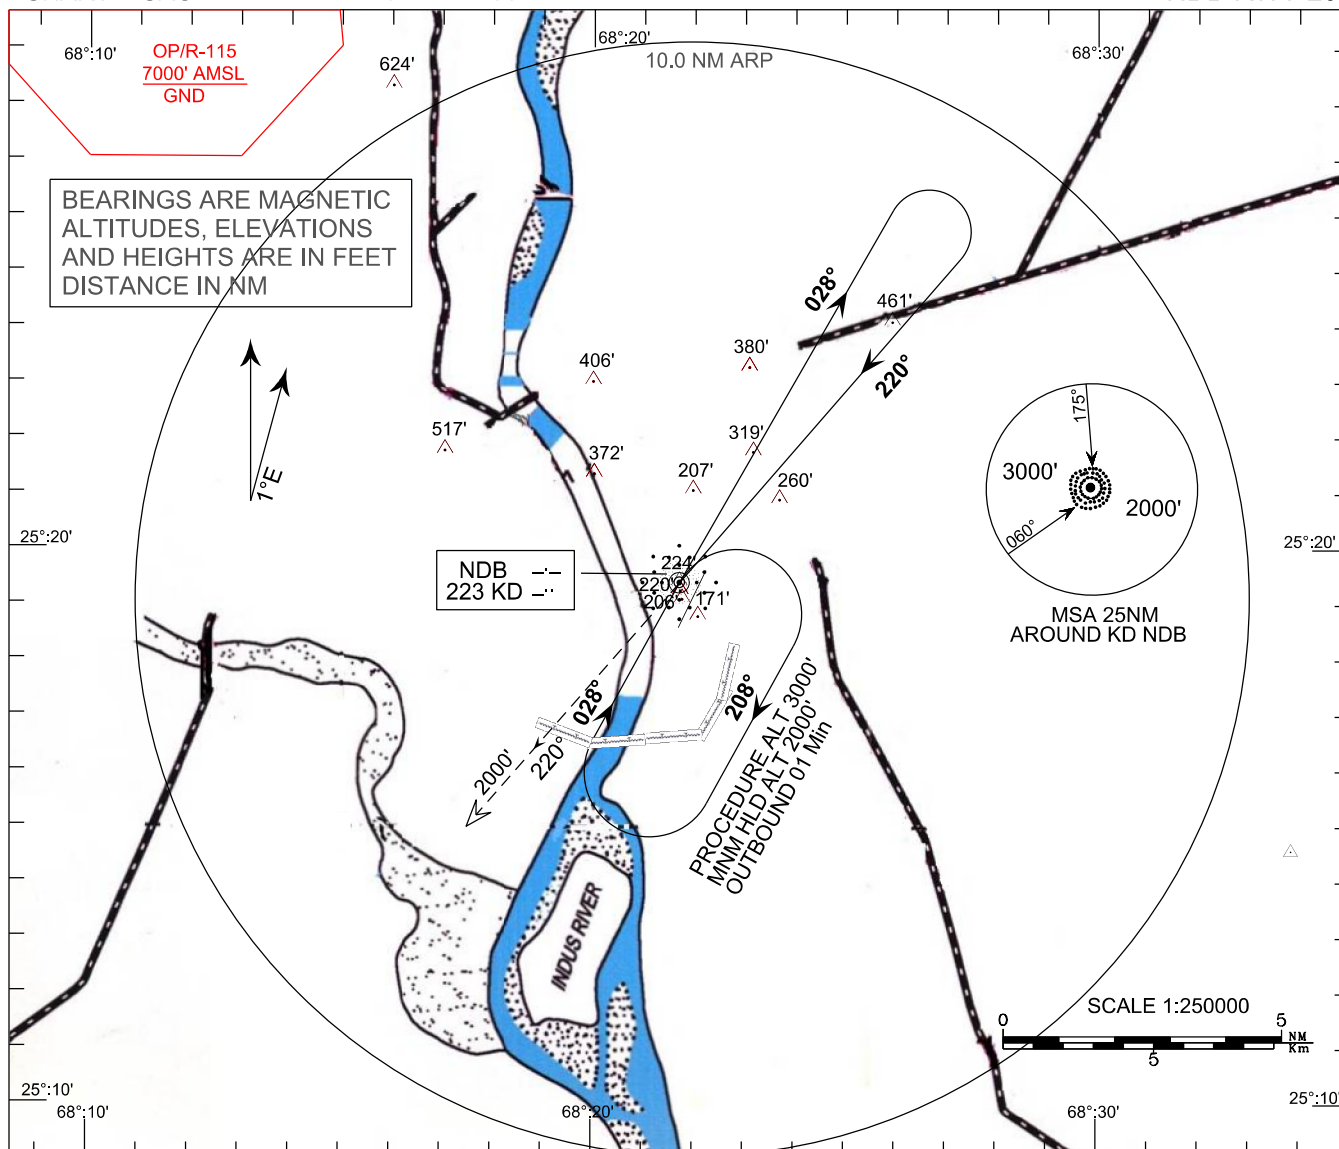 68°:10'
68°:20'
68°:30'
10.0 NM ARP
OP/R-115
7000' AMSL
GND
624'
BEARINGS ARE MAGNETIC
ALTITUDES, ELEVATIONS
AND HEIGHTS ARE IN FEET
DISTANCE IN NM
028°
461'
380'
406'
220°
1°E
517'
372'
319'
207'
260'
175°
3000'
2000'
060°
MSA 25NM
AROUND KD NDB
25°:20'
25°:20'
NDB -·- -··
223 KD
224'
220'
206'
171'
028°
208°
220°
2000'
PROCEDURE ALT 3000'
MNM HLD ALT 2000'
OUTBOUND 01 Min
INDUS RIVER
SCALE 1:250000
0 5
NM
Km
5
25°:10'
25°:10'
68°:10'
68°:20'
68°:30'